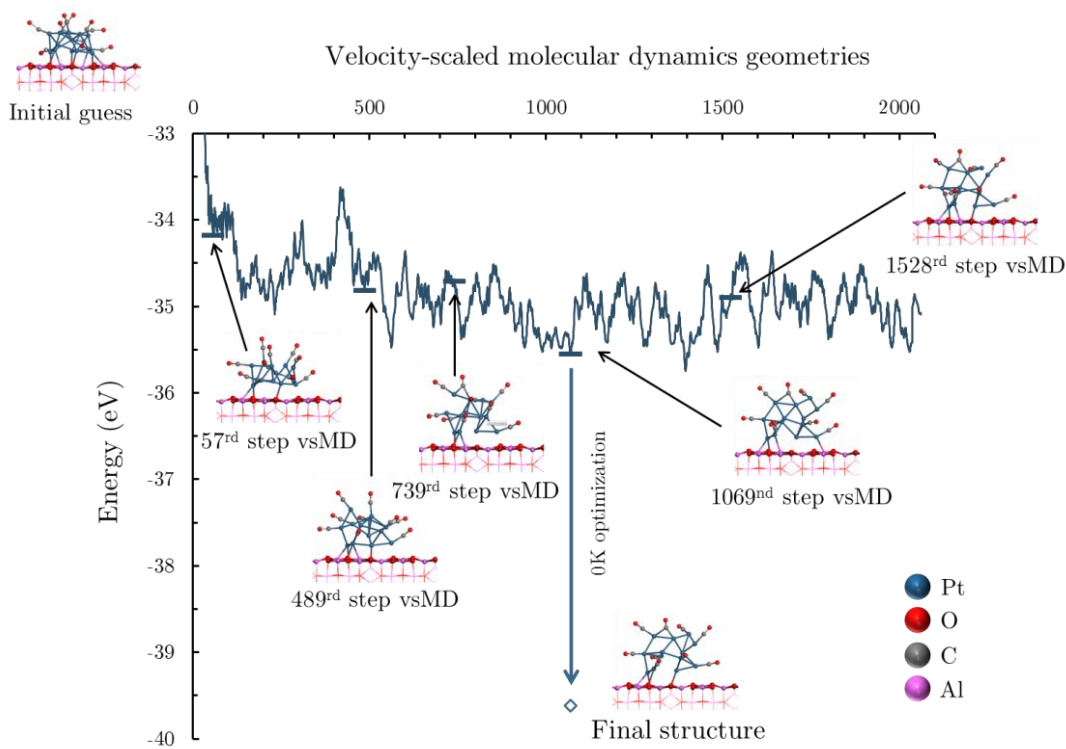 Velocity-scaled molecular dynamics geometries
Initial guess
0 500 1000 1500 2000
-33
-34
-35
-36
-37
-38
-39
-40
Energy (eV)
1528rd step vsMD
57rd step vsMD
739rd step vsMD
1069nd step vsMD
489rd step vsMD
0K optimization
Final structure
Pt
O
C
Al